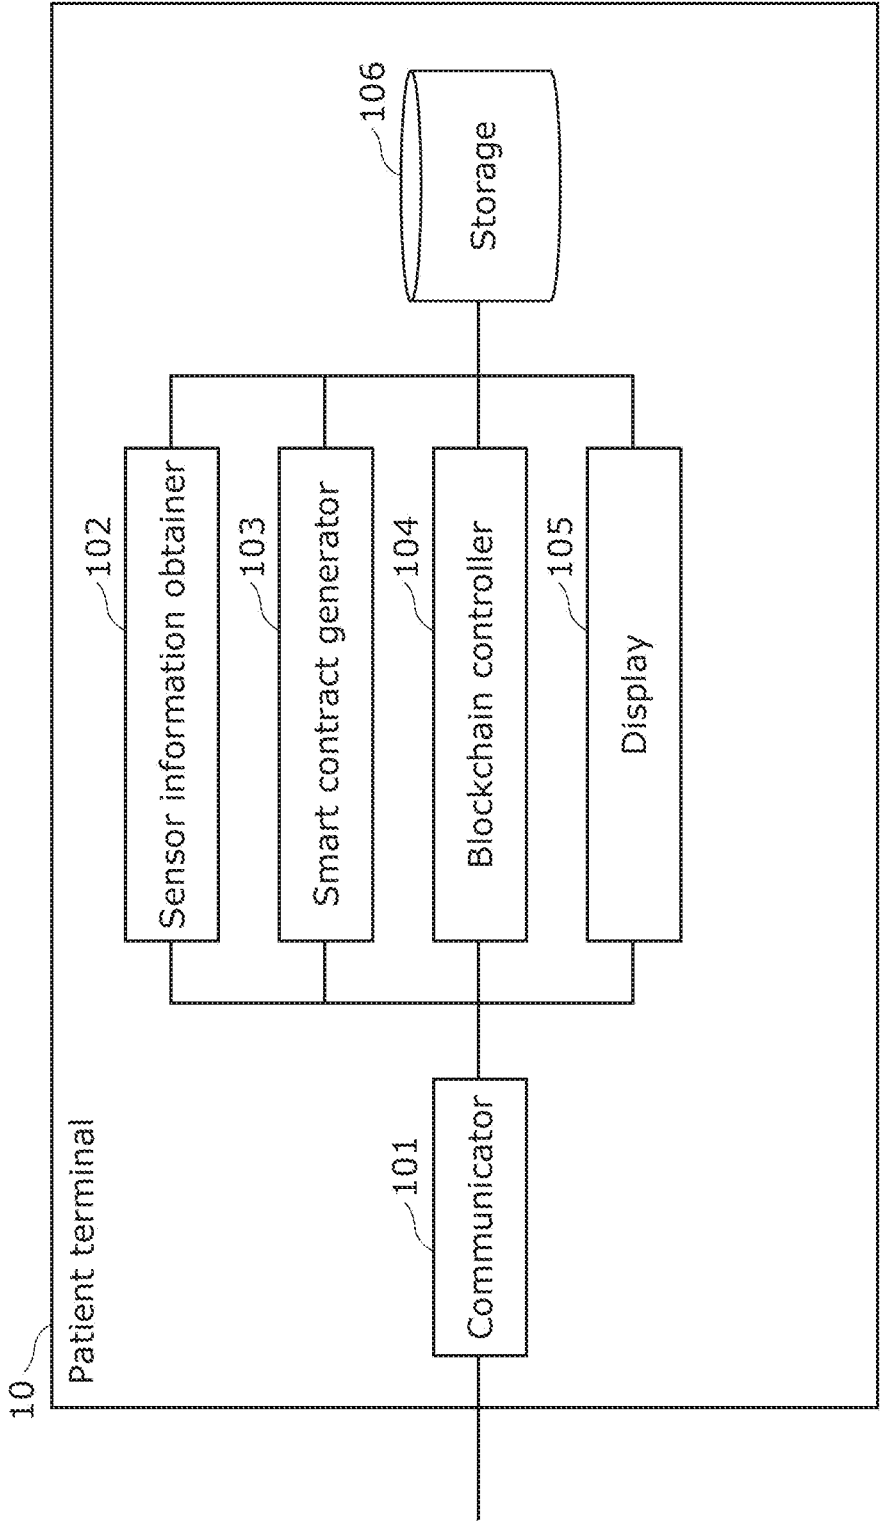 10
Patient terminal
101
Communicator
102
Sensor information obtainer
103
Smart contract generator
104
Blockchain controller
105
Display
106
Storage